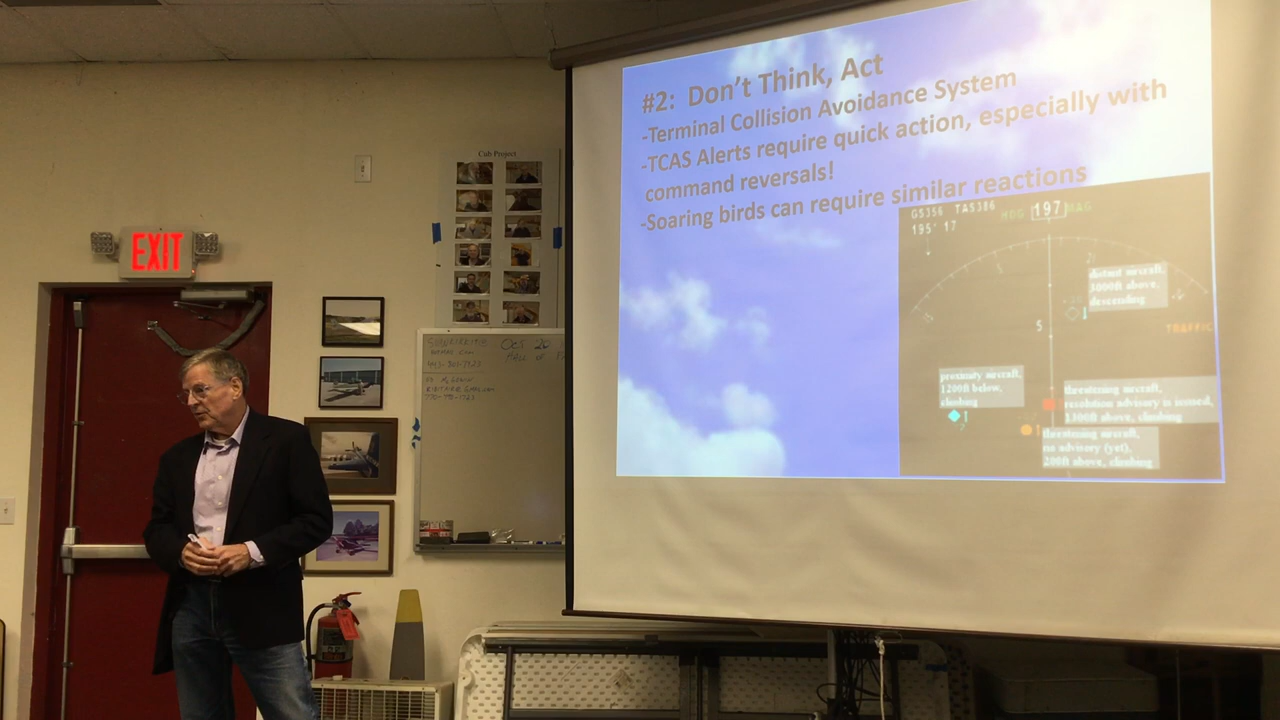 #2: Don't Think, Act
-Terminal Collision Avoidance System
-TCAS Alerts require quick action, especially with
command reversals!
-Soaring birds can require similar reactions
GS356 TAS386
HDG 197 MAG
195° 17
distant aircraft,
3000ft above,
descending
5
TRAFFIC
proximate aircraft,
1200ft below,
climbing
threatening aircraft,
resolution advisory is issued,
1300ft above, climbing
threatening aircraft,
no advisory (yet),
200ft above, climbing
Cub Project
EXIT
Oct 20